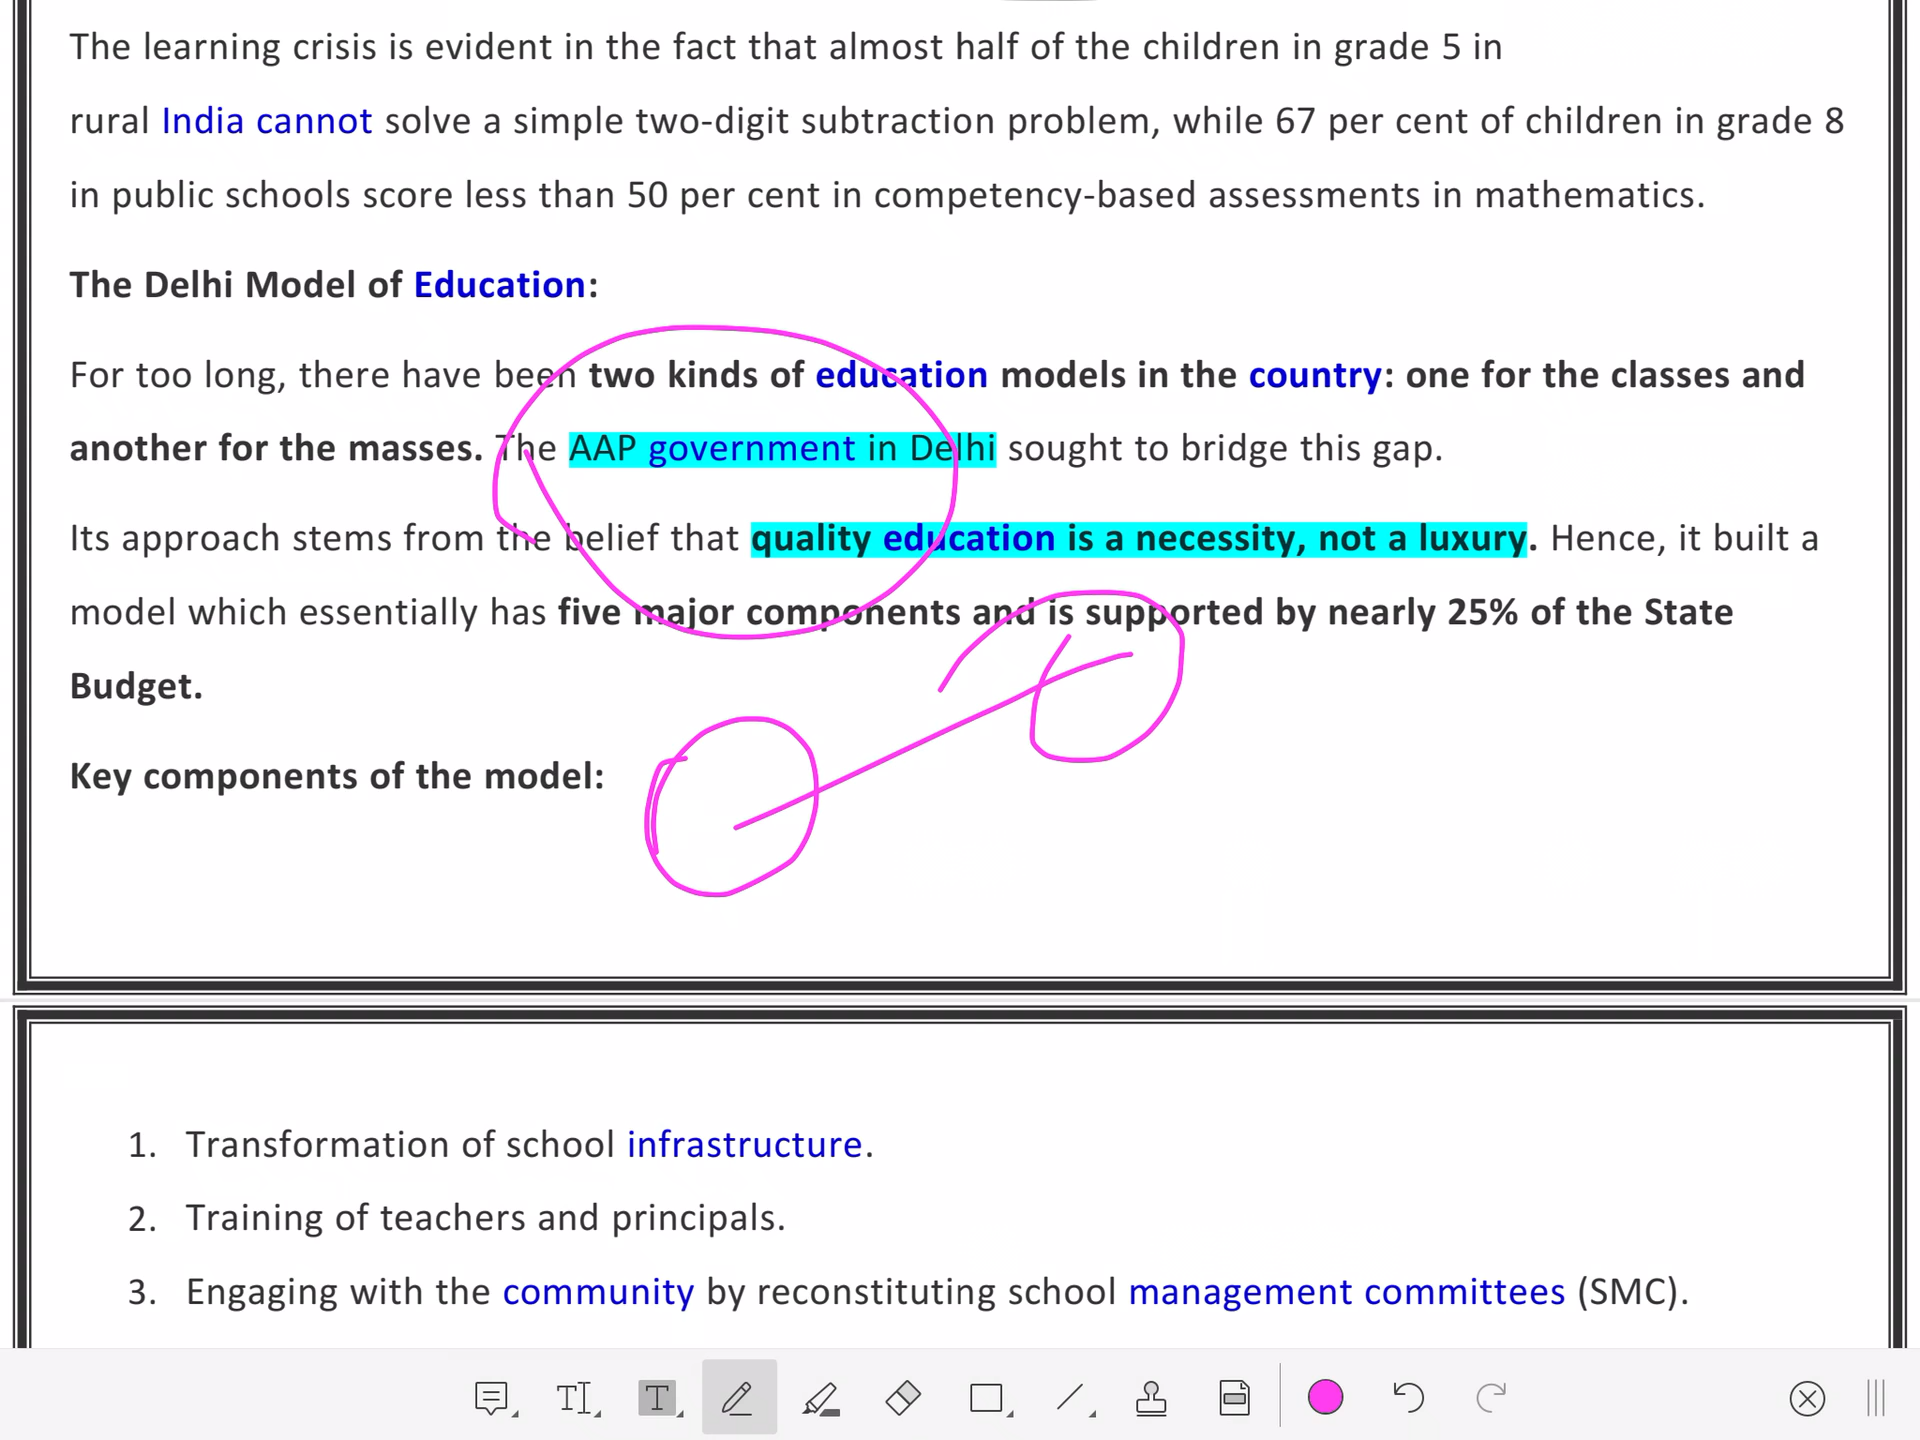 The learning crisis is evident in the fact that almost half of the children in grade 5 in
rural India cannot solve a simple two-digit subtraction problem, while 67 per cent of children in grade 8
in public schools score less than 50 per cent in competency-based assessments in mathematics.
The Delhi Model of Education:
For too long, there have been two kinds of education models in the country: one for the classes and
another for the masses. The AAP government in Delhi sought to bridge this gap.
Its approach stems from the belief that quality education is a necessity, not a luxury. Hence, it built a
model which essentially has five major components and is supported by nearly 25% of the State
Budget.
Key components of the model:
1. Transformation of school infrastructure.
2. Training of teachers and principals.
3. Engaging with the community by reconstituting school management committees (SMC).